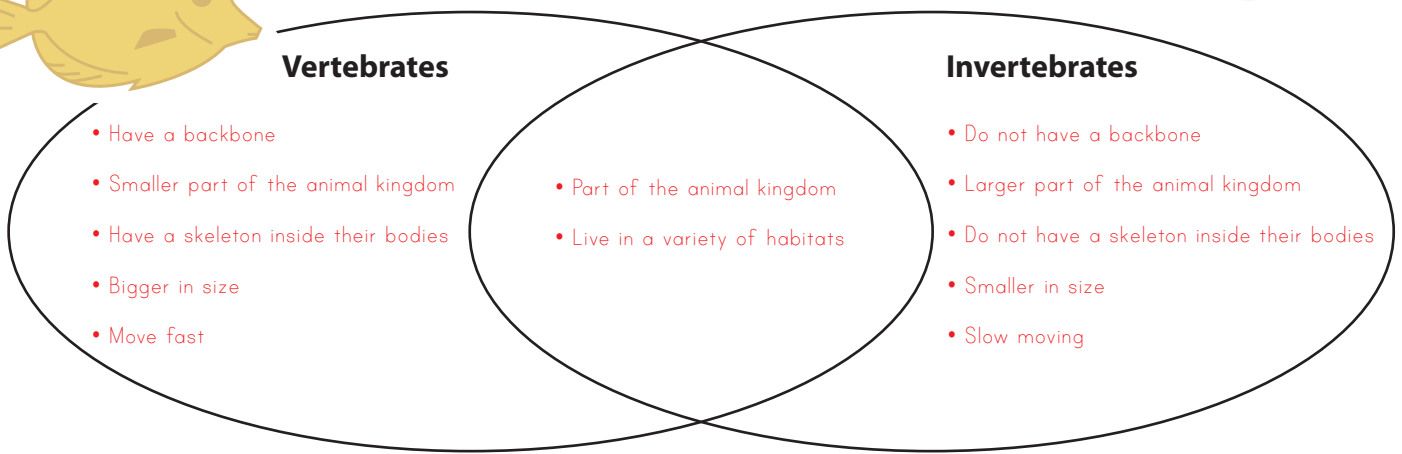 Vertebrates
• Have a backbone
• Smaller part of the animal kingdom
• Have a skeleton inside their bodies
• Bigger in size
• Move fast
• Part of the animal kingdom
• Live in a variety of habitats
Invertebrates
• Do not have a backbone
• Larger part of the animal kingdom
• Do not have a skeleton inside their bodies
• Smaller in size
• Slow moving